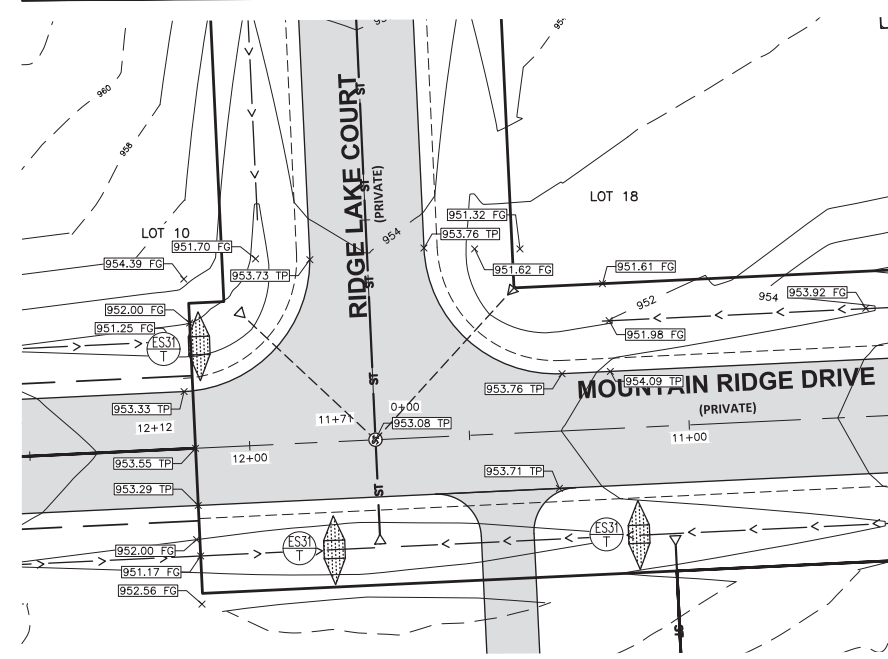 960
958
954
RIDGE LAKE COURT
(PRIVATE)
ST
ST
ST
ST
ST
LOT 18
LOT 10
951.70 FG
954.39 FG
953.73 TP
951.32 FG
953.76 TP
951.62 FG
951.61 FG
952
954
953.92 FG
951.98 FG
952.00 FG
951.25 FG
ES31
T
953.33 TP
12+12
11+71
0+00
953.08 TP
953.76 TP
954.09 TP
MOUNTAIN RIDGE DRIVE
(PRIVATE)
11+00
12+00
953.55 TP
953.29 TP
953.71 TP
ES31
T
ES31
T
952.00 FG
951.17 FG
952.56 FG
ST